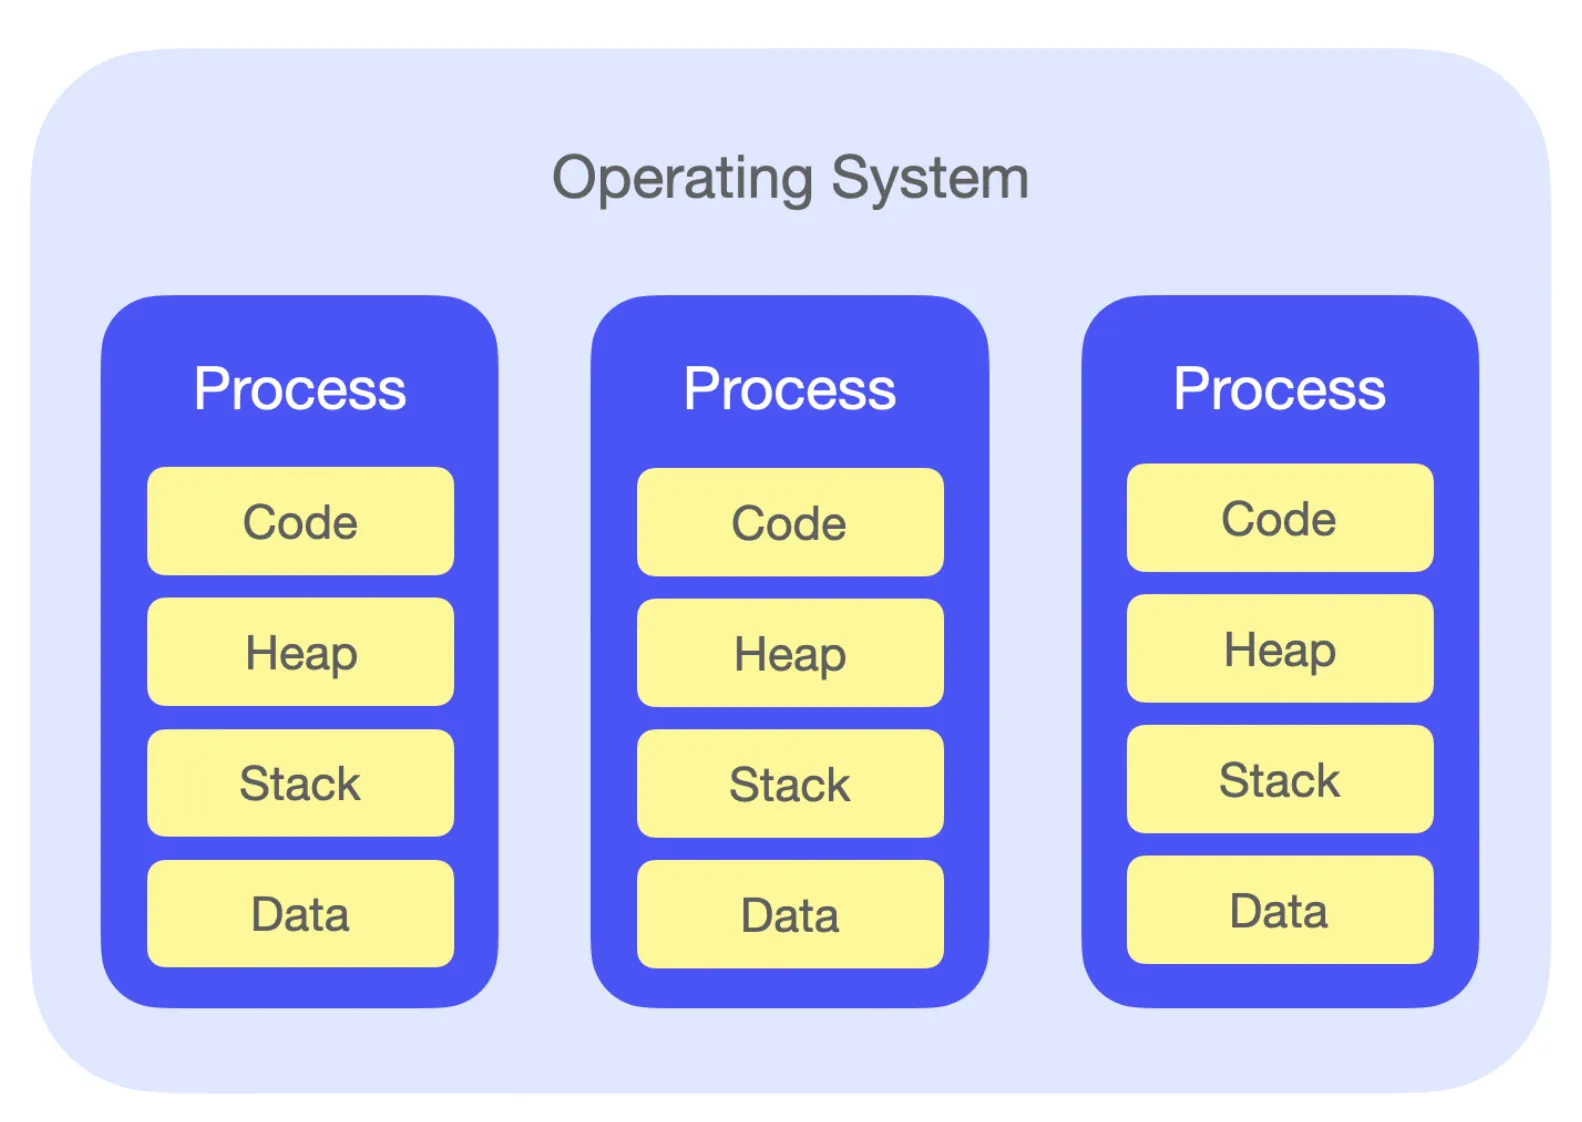 Operating System
Process
Code
Heap
Stack
Data
Process
Code
Heap
Stack
Data
Process
Code
Heap
Stack
Data